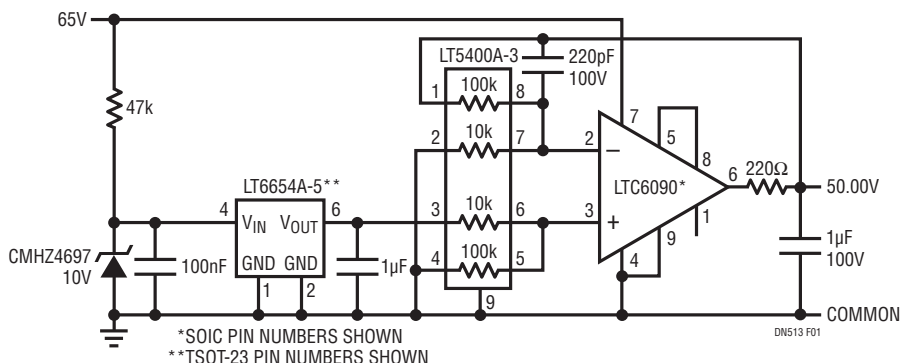 65V
LT5400A-3
220pF
100V
100k
1
8
7
47k
10k
2
7
2
5
8
LT6654A-5**
LTC6090*
6
220Ω
50.00V
4
VIN
VOUT
6
3
10k
6
3
1
CMHZ4697
10V
100nF
GND
GND
1µF
4
100k
5
4
9
1µF
100V
1
2
9
COMMON
DN513 F01
*SOIC PIN NUMBERS SHOWN
**TSOT-23 PIN NUMBERS SHOWN